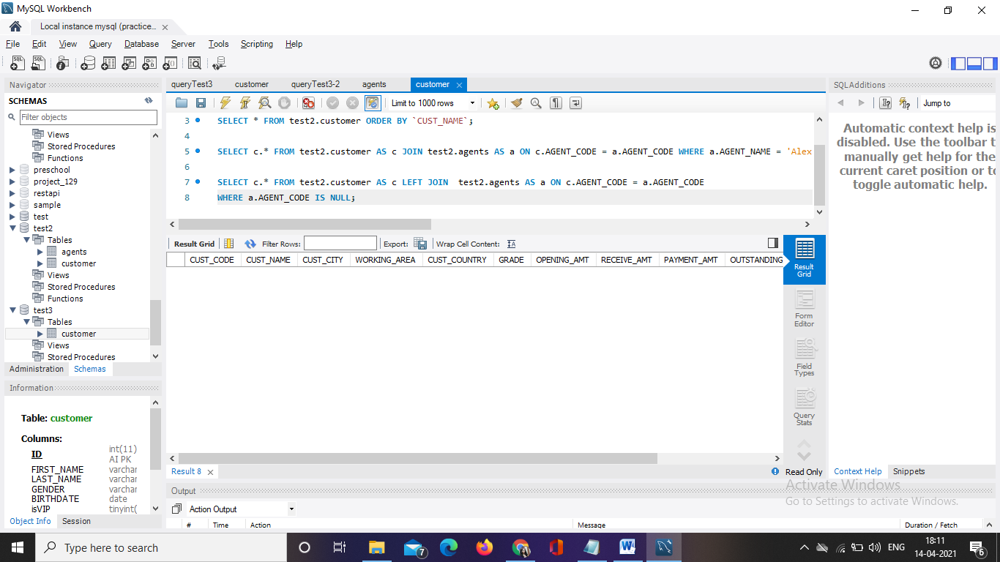 MySQL Workbench
Local instance mysql (practice...
File Edit View Query Database Server Tools Scripting Help
Navigator
SCHEMAS
Filter objects
Views
Stored Procedures
Functions
preschool
project_129
restapi
sample
test
test2
Tables
agents
customer
Views
Stored Procedures
Functions
test3
Tables
customer
Views
Stored Procedures
Administration Schemas
Information
Table: customer
Columns:
ID int(11) AI PK
FIRST_NAME varchar
LAST_NAME varchar
GENDER varchar
BIRTHDATE date
isVIP tinyint(
Object Info Session
queryTest3 customer queryTest3-2 agents customer
Limit to 1000 rows
3 SELECT * FROM test2.customer ORDER BY `CUST_NAME`;
4
5 SELECT c.* FROM test2.customer AS c JOIN test2.agents AS a ON c.AGENT_CODE = a.AGENT_CODE WHERE a.AGENT_NAME = 'Alex
6
7 SELECT c.* FROM test2.customer AS c LEFT JOIN  test2.agents AS a ON c.AGENT_CODE = a.AGENT_CODE
8 WHERE a.AGENT_CODE IS NULL;
Result Grid Filter Rows: Export: Wrap Cell Content:
CUST_CODE CUST_NAME CUST_CITY WORKING_AREA CUST_COUNTRY GRADE OPENING_AMT RECEIVE_AMT PAYMENT_AMT OUTSTANDING
Result
Grid
Form
Editor
Field
Types
Query
Stats
Result 8
Read Only
Output
Action Output
# Time Action Message Duration / Fetch
SQLAdditions
Jump to
Automatic context help is
disabled. Use the toolbar t
manually get help for the
current caret position or to
toggle automatic help.
Context Help Snippets
Activate Windows
Go to Settings to activate Windows.
Type here to search
7
ENG
18:11
14-04-2021
6